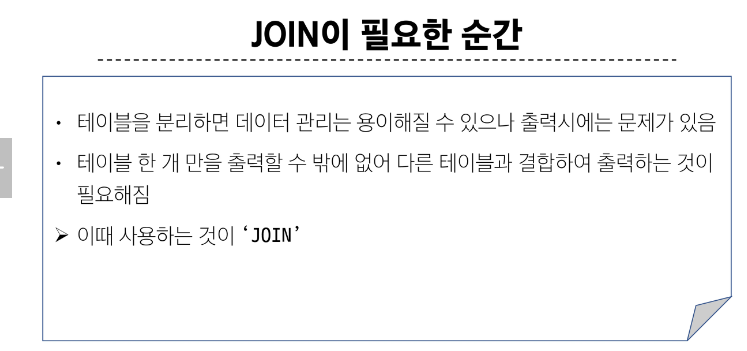 JOIN이 필요한 순간
• 테이블을 분리하면 데이터 관리는 용이해질 수 있으나 출력시에는 문제가 있음
• 테이블 한 개 만을 출력할 수 밖에 없어 다른 테이블과 결합하여 출력하는 것이
필요해짐
➢ 이때 사용하는 것이 ‘JOIN’